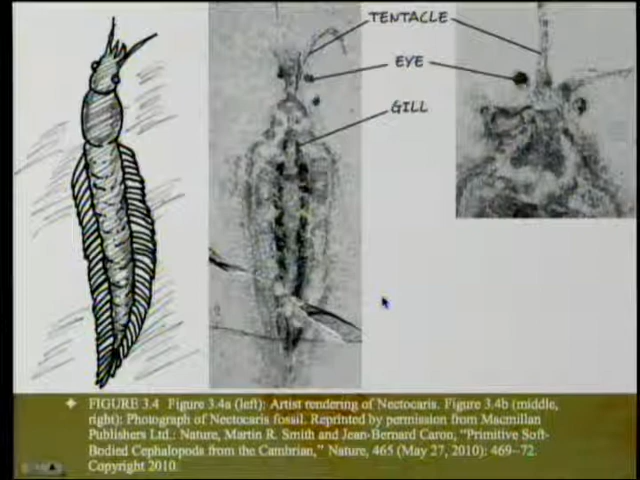 TENTACLE
EYE
GILL
FIGURE 3.4 Figure 3.4a (left): Artist rendering of Nectocaris. Figure 3.4b (middle,
right): Photograph of Nectocaris fossil. Reprinted by permission from Macmillan
Publishers Ltd.: Nature, Martin R. Smith and Jean-Bernard Caron, "Primitive Soft-
Bodied Cephalopods from the Cambrian," Nature, 465 (May 27, 2010): 469–72.
Copyright 2010.